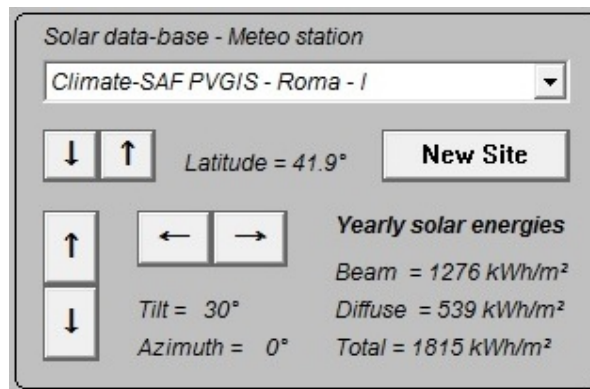 Solar data-base - Meteo station
Climate-SAF PVGIS - Roma - I
↓ ↑ Latitude = 41.9° New Site
↑ ← → Yearly solar energies
Beam = 1276 kWh/m²
↓ Tilt = 30° Diffuse = 539 kWh/m²
Azimuth = 0° Total = 1815 kWh/m²